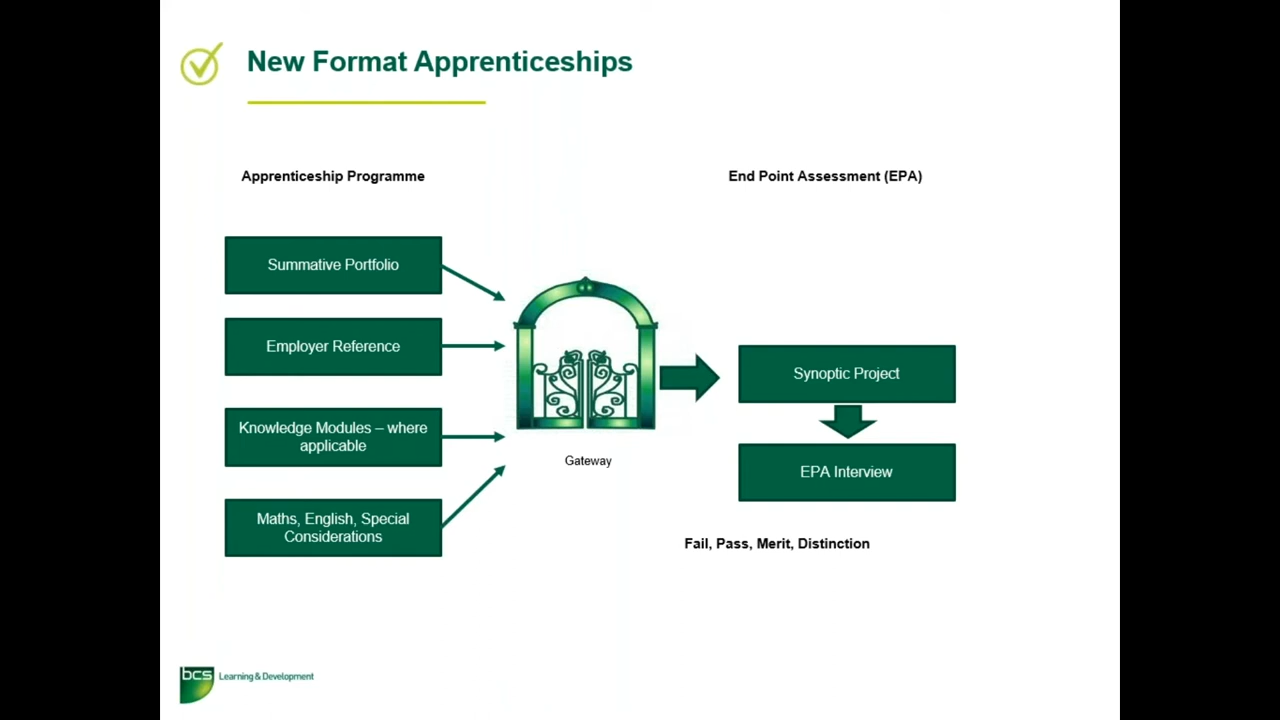 New Format Apprenticeships
Apprenticeship Programme
End Point Assessment (EPA)
Summative Portfolio
Employer Reference
Knowledge Modules – where
applicable
Maths, English, Special
Considerations
Gateway
Synoptic Project
EPA Interview
Fail, Pass, Merit, Distinction
bcs Learning & Development